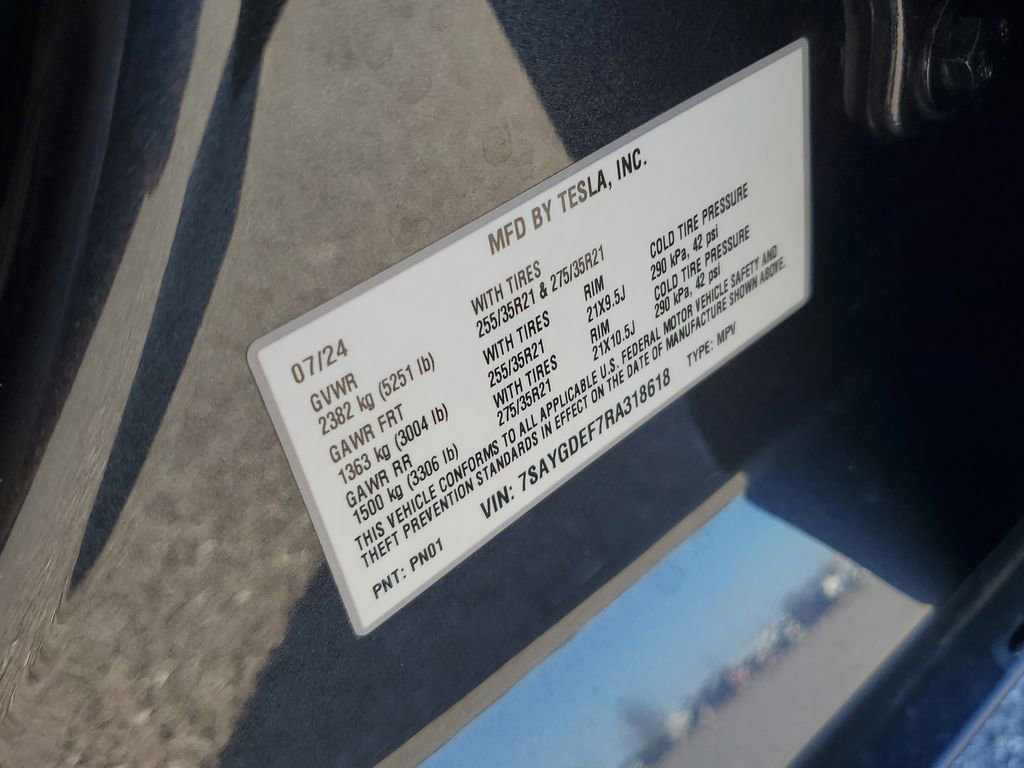 MFD BY TESLA, INC.
07/24
GVWR WITH TIRES COLD TIRE PRESSURE
2382 kg (5251 lb) 255/35R21 & 275/35R21 290 kPa, 42 psi
GAWR FRT WITH TIRES RIM COLD TIRE PRESSURE
1363 kg (3004 lb) 255/35R21 21X9.5J 290 kPa, 42 psi
GAWR RR WITH TIRES RIM
1500 kg (3306 lb) 275/35R21 21X10.5J
THIS VEHICLE CONFORMS TO ALL APPLICABLE U.S. FEDERAL MOTOR VEHICLE SAFETY AND
THEFT PREVENTION STANDARDS IN EFFECT ON THE DATE OF MANUFACTURE SHOWN ABOVE.
VIN: 7SAYGDEF7RA318618 TYPE: MPV
PNT: PN01